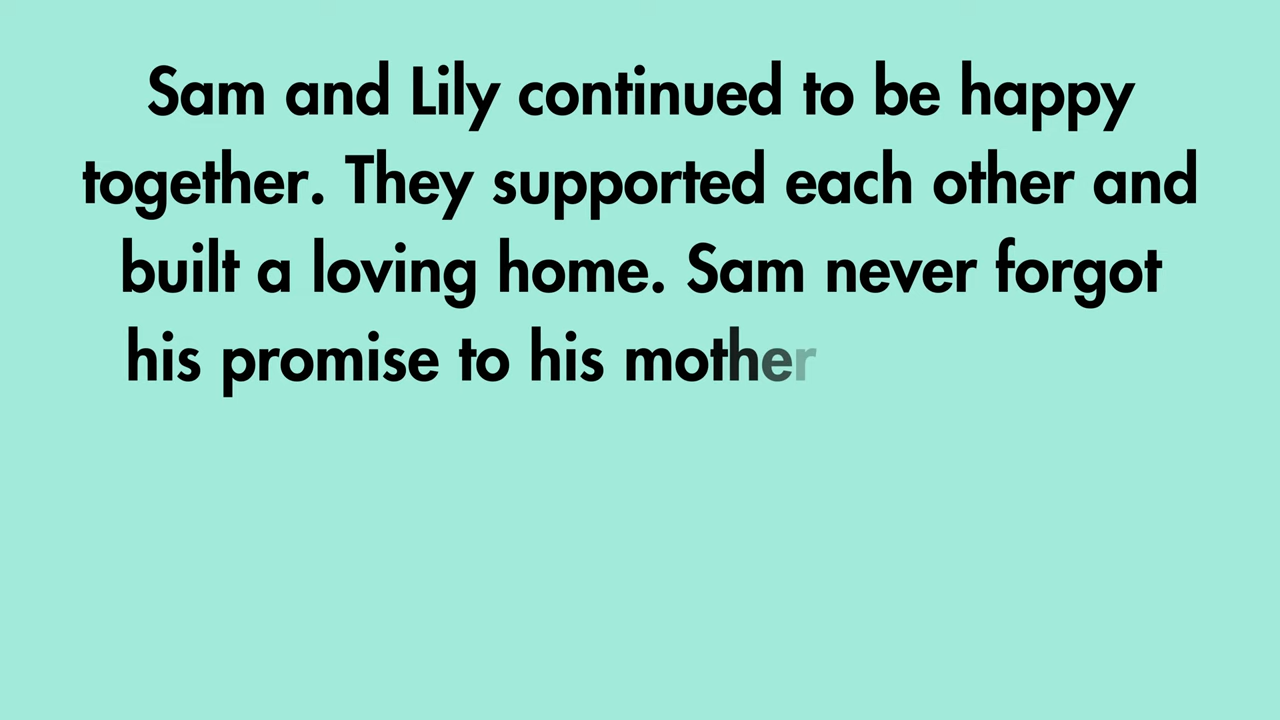 Sam and Lily continued to be happy
together. They supported each other and
built a loving home. Sam never forgot
his promise to his mother